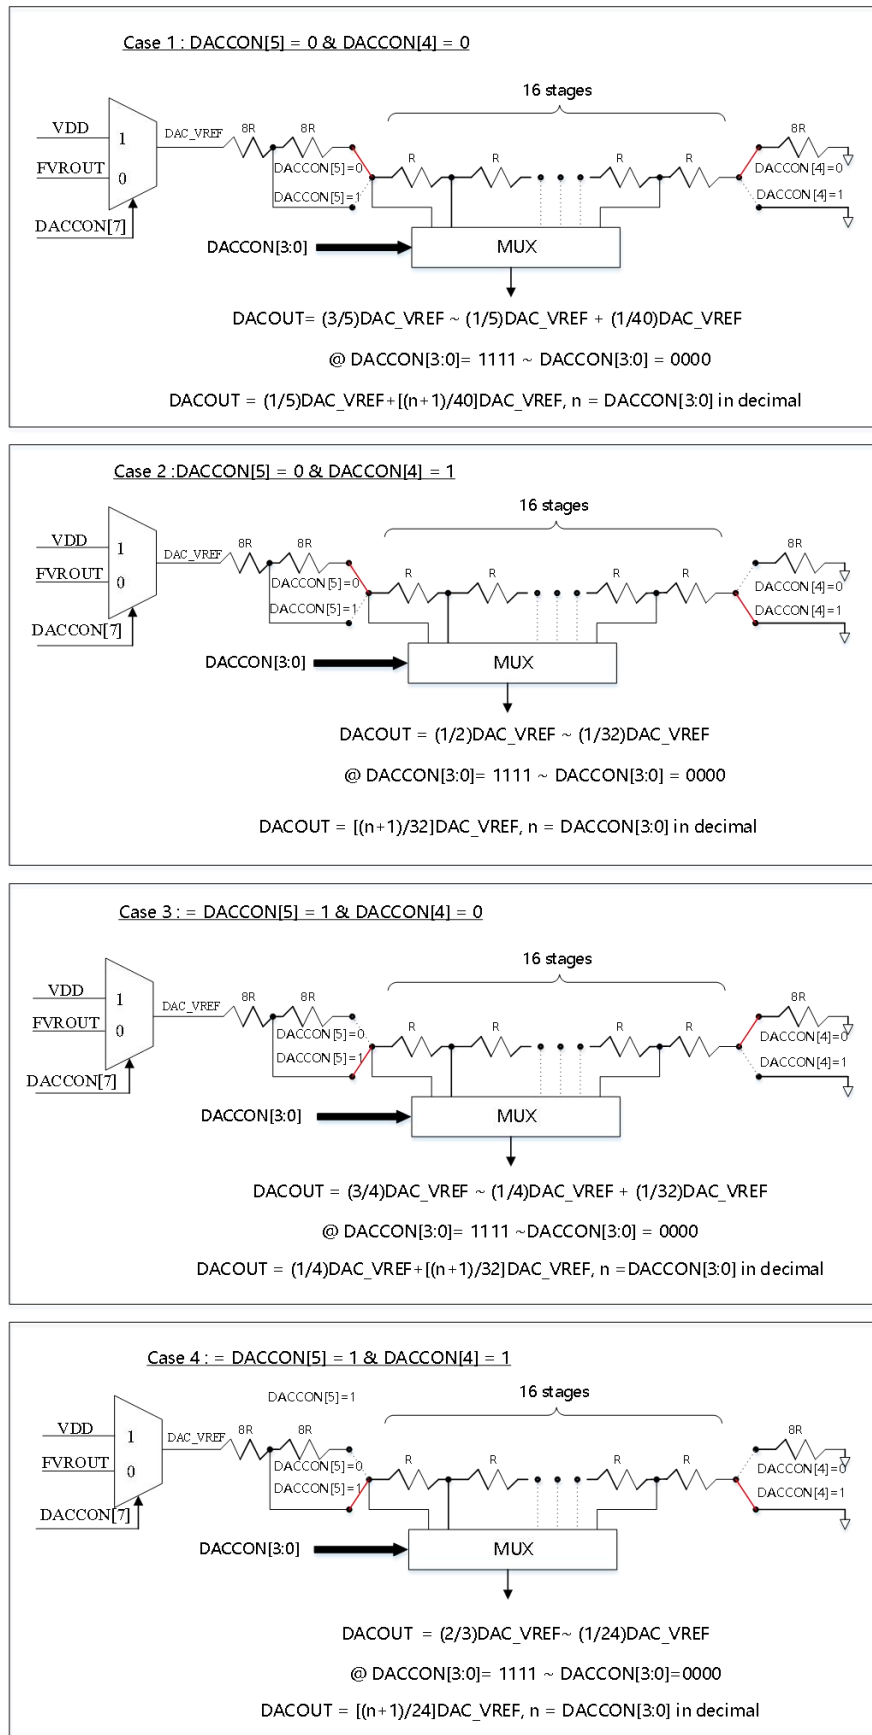 Case 1 : DACCON[5] = 0 & DACCON[4] = 0
16 stages
VDD
1
DAC_VREF
8R
8R
8R
FVROUT
0
DACCON[5]=0
R
R
R
R
DACCON[4]=0
DACCON[5]=1
DACCON[4]=1
DACCON[7]
DACCON[3:0]
MUX
DACOUT= (3/5)DAC_VREF ~ (1/5)DAC_VREF + (1/40)DAC_VREF
@ DACCON[3:0]= 1111 ~ DACCON[3:0] = 0000
DACOUT = (1/5)DAC_VREF+[(n+1)/40]DAC_VREF, n = DACCON[3:0] in decimal
Case 2 :DACCON[5] = 0 & DACCON[4] = 1
16 stages
VDD
1
DAC_VREF
8R
8R
8R
FVROUT
0
DACCON[5]=0
R
R
R
R
DACCON[4]=0
DACCON[5]=1
DACCON[4]=1
DACCON[7]
DACCON[3:0]
MUX
DACOUT = (1/2)DAC_VREF ~ (1/32)DAC_VREF
@ DACCON[3:0]= 1111 ~ DACCON[3:0] = 0000
DACOUT = [(n+1)/32]DAC_VREF, n = DACCON[3:0] in decimal
Case 3 : = DACCON[5] = 1 & DACCON[4] = 0
16 stages
VDD
1
DAC_VREF
8R
8R
8R
FVROUT
0
DACCON[5]=0
R
R
R
R
DACCON[4]=0
DACCON[5]=1
DACCON[4]=1
DACCON[7]
DACCON[3:0]
MUX
DACOUT = (3/4)DAC_VREF ~ (1/4)DAC_VREF + (1/32)DAC_VREF
@ DACCON[3:0]= 1111 ~DACCON[3:0] = 0000
DACOUT = (1/4)DAC_VREF+[(n+1)/32]DAC_VREF, n =DACCON[3:0] in decimal
Case 4 : = DACCON[5] = 1 & DACCON[4] = 1
DACCON[5]=1
16 stages
VDD
1
DAC_VREF
8R
8R
8R
FVROUT
0
DACCON[5]=0
R
R
R
R
DACCON[4]=0
DACCON[5]=1
DACCON[4]=1
DACCON[7]
DACCON[3:0]
MUX
DACOUT = (2/3)DAC_VREF~ (1/24)DAC_VREF
@ DACCON[3:0]= 1111 ~ DACCON[3:0]=0000
DACOUT = [(n+1)/24]DAC_VREF, n = DACCON[3:0] in decimal